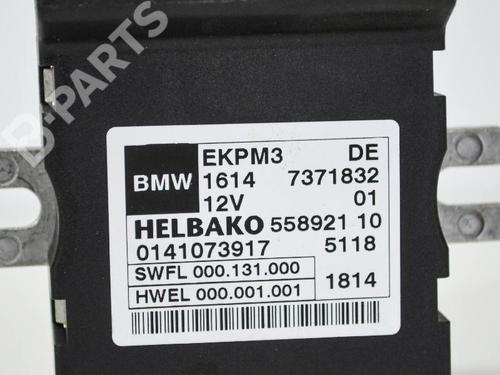 EKPM3 DE
BMW 1614 7371832
12V 01
HELBAKO 558921 10
0141073917 5118
SWFL 000.131.000
HWEL 000.001.001 1814